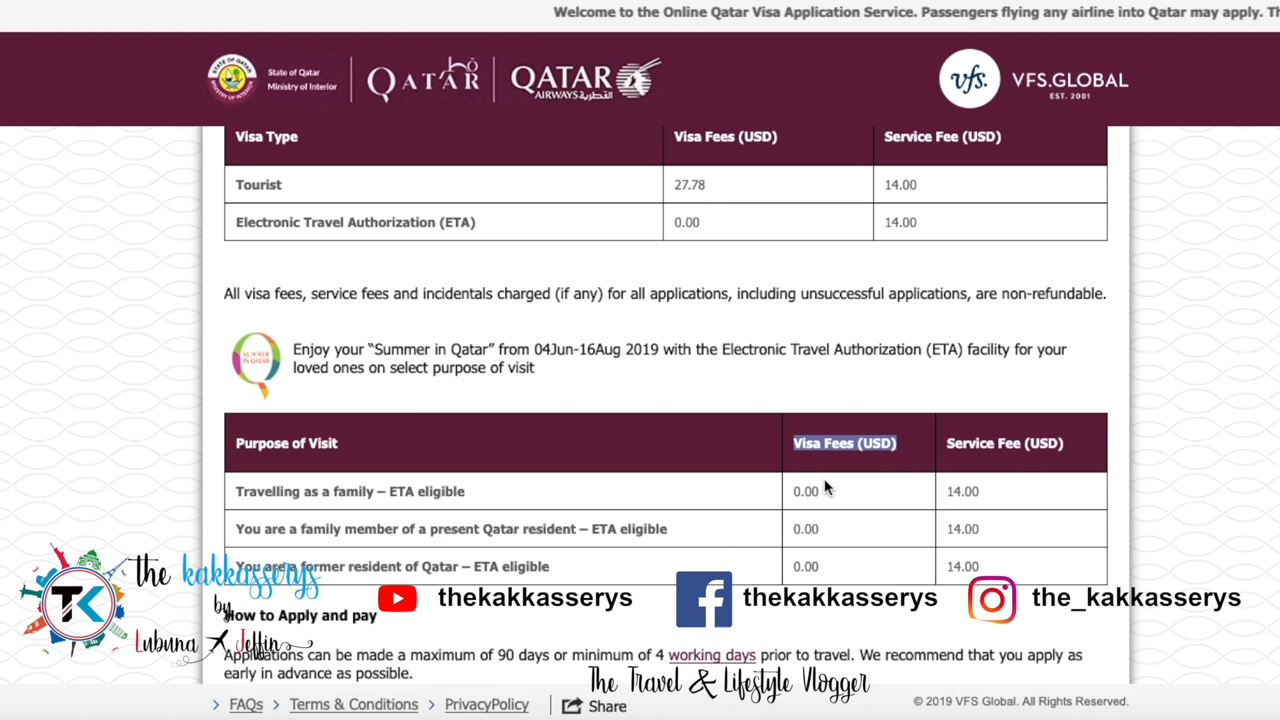 Welcome to the Online Qatar Visa Application Service. Passengers flying any airline into Qatar may apply. Th
State of Qatar
Ministry of Interior
QATAR
QATAR
AIRWAYS القطرية
vfs.
VFS.GLOBAL
EST. 2001
Visa Type Visa Fees (USD) Service Fee (USD)
Tourist 27.78 14.00
Electronic Travel Authorization (ETA) 0.00 14.00
All visa fees, service fees and incidentals charged (if any) for all applications, including unsuccessful applications, are non-refundable.
SUMMER
IN QATAR
Enjoy your “Summer in Qatar” from 04Jun-16Aug 2019 with the Electronic Travel Authorization (ETA) facility for your
loved ones on select purpose of visit
Purpose of Visit Visa Fees (USD) Service Fee (USD)
Travelling as a family – ETA eligible 0.00 14.00
You are a family member of a present Qatar resident – ETA eligible 0.00 14.00
You are a former resident of Qatar – ETA eligible 0.00 14.00
TK
the kakkasserys
by
Lubuna Jeffin
thekakkasserys
thekakkasserys
the_kakkasserys
How to Apply and pay
Applications can be made a maximum of 90 days or minimum of 4 working days prior to travel. We recommend that you apply as
early in advance as possible.
The Travel & Lifestyle Vlogger
FAQs Terms & Conditions PrivacyPolicy Share
© 2019 VFS Global. All Rights Reserved.